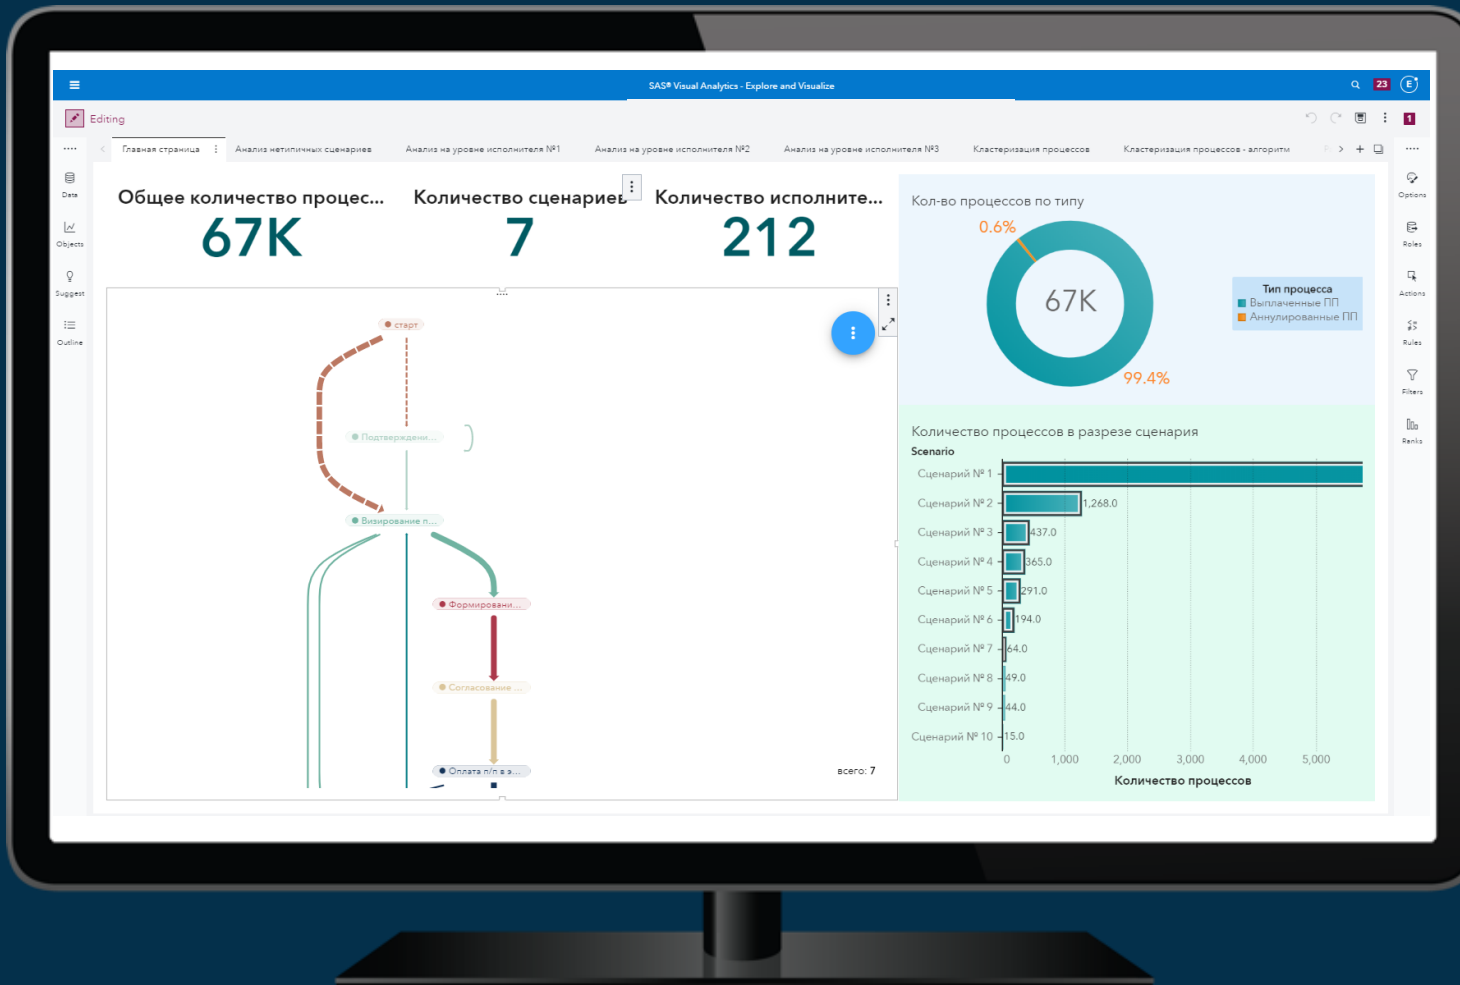 SAS® Visual Analytics - Explore and Visualize
23
E
Editing
1
Главная страница
Анализ нетипичных сценариев
Анализ на уровне исполнителя №1
Анализ на уровне исполнителя №2
Анализ на уровне исполнителя №3
Кластеризация процессов
Кластеризация процессов - алгоритм
Data
Objects
Suggest
Outline
Общее количество процес...
67K
Количество сценариев
7
Количество исполните...
212
старт
Подтверждени...
Визирование п...
Формировани...
Согласование ...
Оплата п/п в э...
всего: 7
Кол-во процессов по типу
0.6%
67K
99.4%
Тип процесса
Выплаченные ПП
Аннулированные ПП
Количество процессов в разрезе сценария
Scenario
Сценарий № 1
Сценарий № 2 1,268.0
Сценарий № 3 437.0
Сценарий № 4 365.0
Сценарий № 5 291.0
Сценарий № 6 194.0
Сценарий № 7 64.0
Сценарий № 8 49.0
Сценарий № 9 44.0
Сценарий № 10 15.0
0 1,000 2,000 3,000 4,000 5,000
Количество процессов
Options
Roles
Actions
Rules
Filters
Ranks